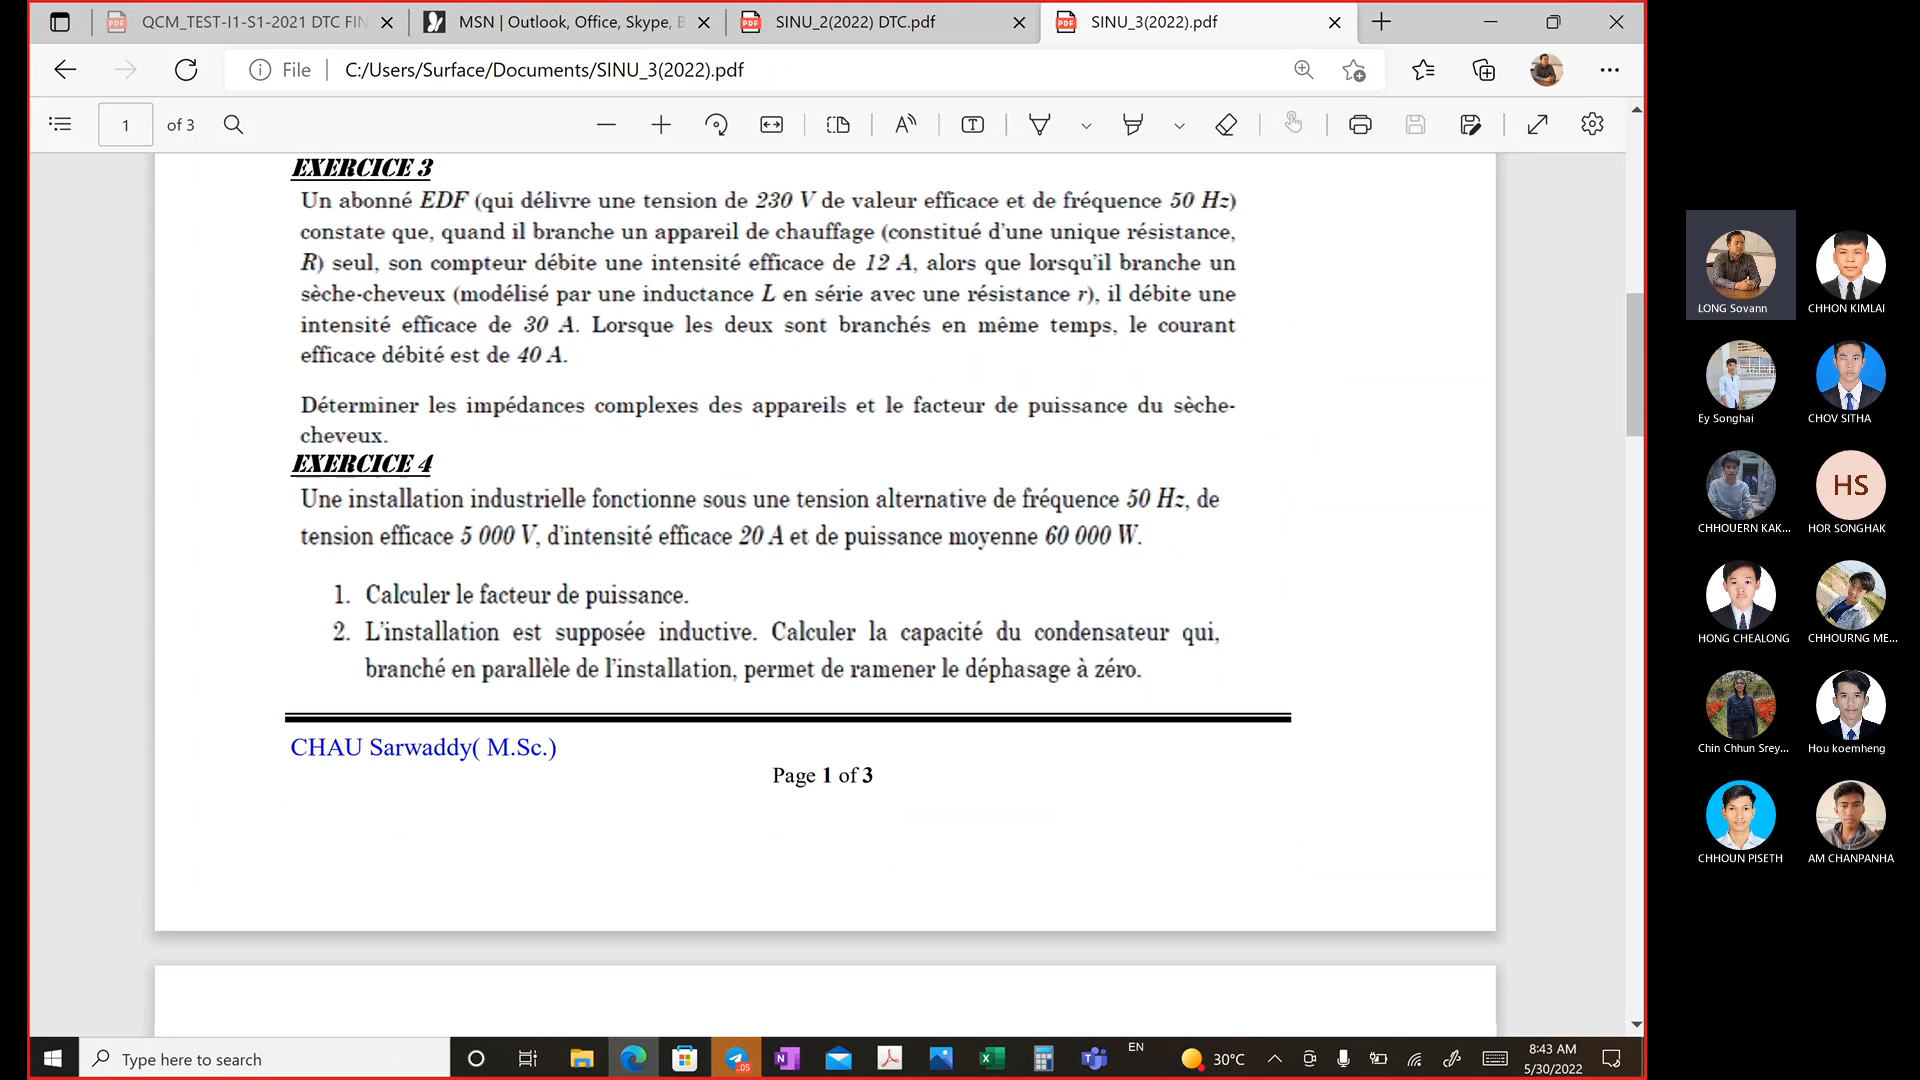 QCM_TEST-I1-S1-2021 DTC FIN
MSN | Outlook, Office, Skype, B
SINU_2(2022) DTC.pdf
SINU_3(2022).pdf
File
C:/Users/Surface/Documents/SINU_3(2022).pdf
1 of 3
EXERCICE 3
Un abonné EDF (qui délivre une tension de 230 V de valeur efficace et de fréquence 50 Hz)
constate que, quand il branche un appareil de chauffage (constitué d'une unique résistance,
R) seul, son compteur débite une intensité efficace de 12 A, alors que lorsqu'il branche un
sèche-cheveux (modélisé par une inductance L en série avec une résistance r), il débite une
intensité efficace de 30 A. Lorsque les deux sont branchés en même temps, le courant
efficace débité est de 40 A.
Déterminer les impédances complexes des appareils et le facteur de puissance du sèche-
cheveux.
EXERCICE 4
Une installation industrielle fonctionne sous une tension alternative de fréquence 50 Hz, de
tension efficace 5 000 V, d'intensité efficace 20 A et de puissance moyenne 60 000 W.
1. Calculer le facteur de puissance.
2. L'installation est supposée inductive. Calculer la capacité du condensateur qui,
branché en parallèle de l'installation, permet de ramener le déphasage à zéro.
CHAU Sarwaddy( M.Sc.)
Page 1 of 3
LONG Sovann
CHHON KIMLAI
Ey Songhai
CHOV SITHA
CHHOUERN KAK...
HS
HOR SONGHAK
HONG CHEALONG
CHHOURNG ME...
Chin Chhun Srey...
Hou koemheng
CHHOUN PISETH
AM CHANPANHA
Type here to search
30°C
EN
8:43 AM
5/30/2022